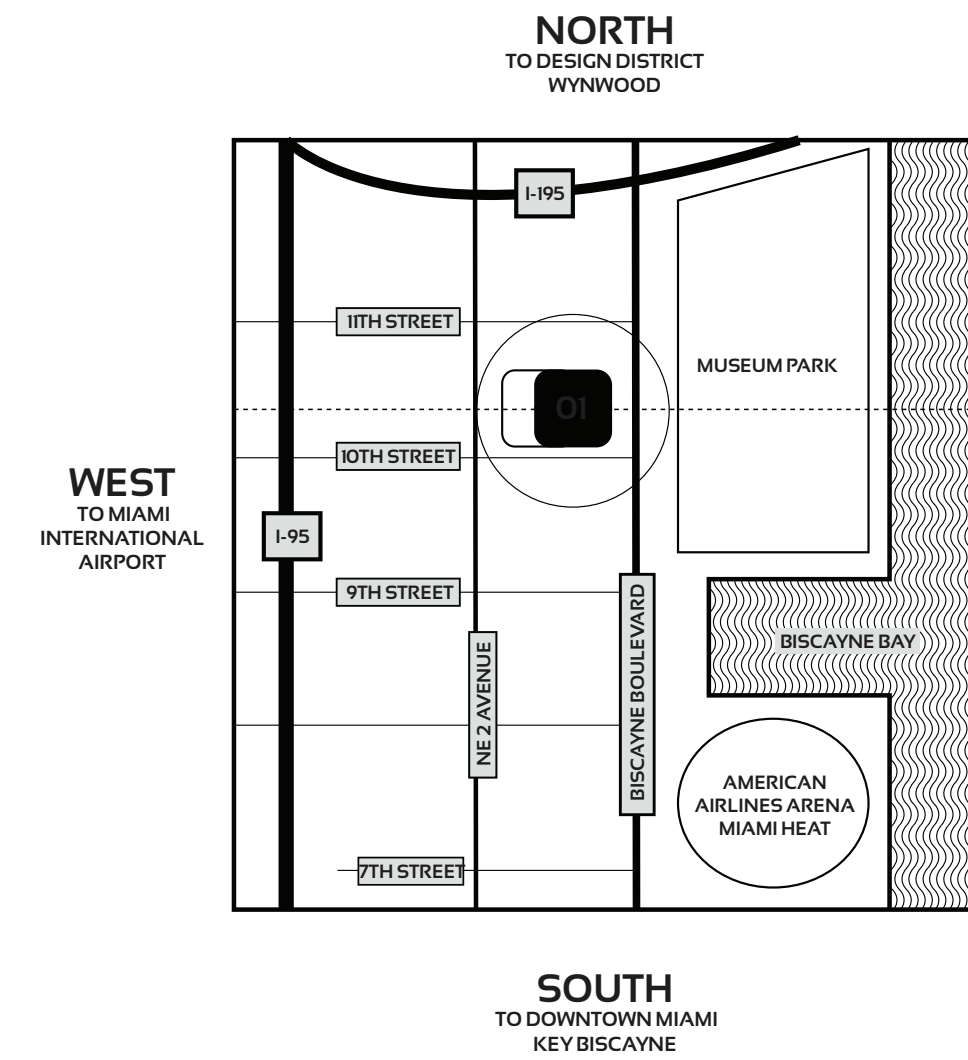 NORTH
TO DESIGN DISTRICT
WYNWOOD
I-195
11TH STREET
MUSEUM PARK
01
10TH STREET
WEST
TO MIAMI
INTERNATIONAL
AIRPORT
I-95
9TH STREET
BISCAYNE BOULEVARD
BISCAYNE BAY
NE 2 AVENUE
AMERICAN
AIRLINES ARENA
MIAMI HEAT
7TH STREET
SOUTH
TO DOWNTOWN MIAMI
KEY BISCAYNE